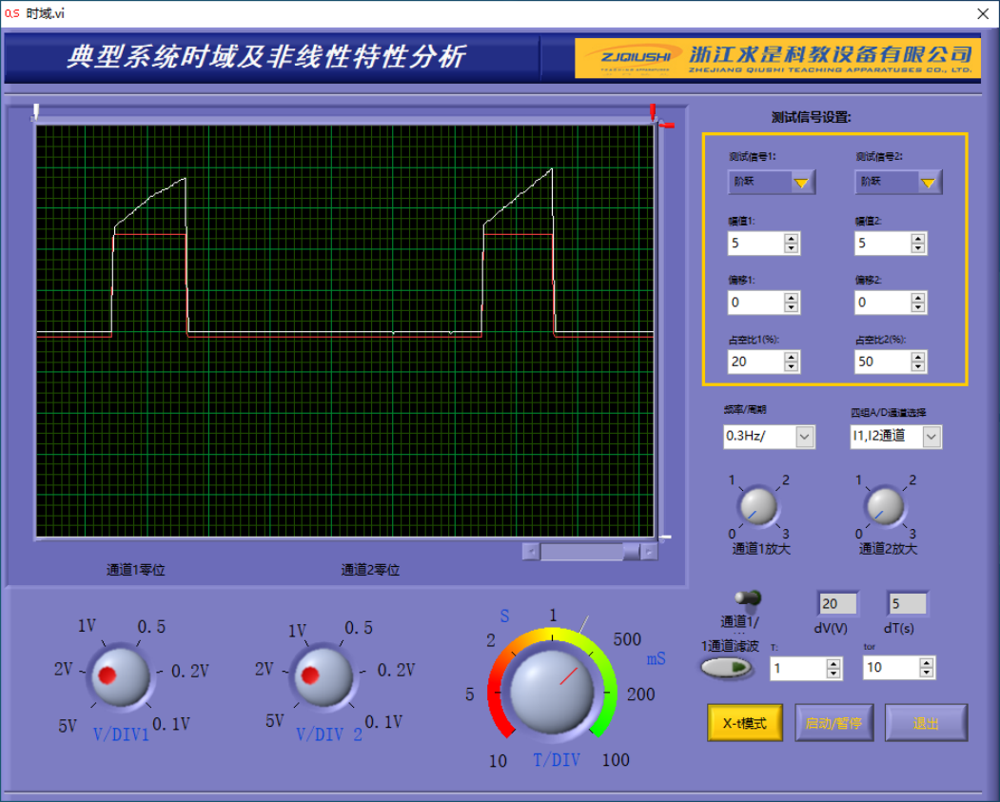 0.5 时域.vi
典型系统时域及非线性特性分析
ZJQIUSHI
浙江求是科教设备有限公司
ZHEJIANG QIUSHI TEACHING APPARATUSES CO., LTD.
测试信号设置:
测试信号1: 测试信号2:
阶跃 阶跃
幅值1: 幅值2:
5 5
偏移1: 偏移2:
0 0
占空比1(%): 占空比2(%):
20 50
频率/周期 四组A/D通道选择
0.3Hz/ I1,I2通道
1 2 1 2
0 3 0 3
通道1放大 通道2放大
通道1零位 通道2零位
1V 0.5
2V 0.2V
5V 0.1V
V/DIV1
1V 0.5
2V 0.2V
5V 0.1V
V/DIV 2
S 1
2 500
mS
5 200
10 100
T/DIV
通道1/
20 5
dV(V) dT(s)
1通道滤波 T: tor
1 10
X-t模式 启动/暂停 退出